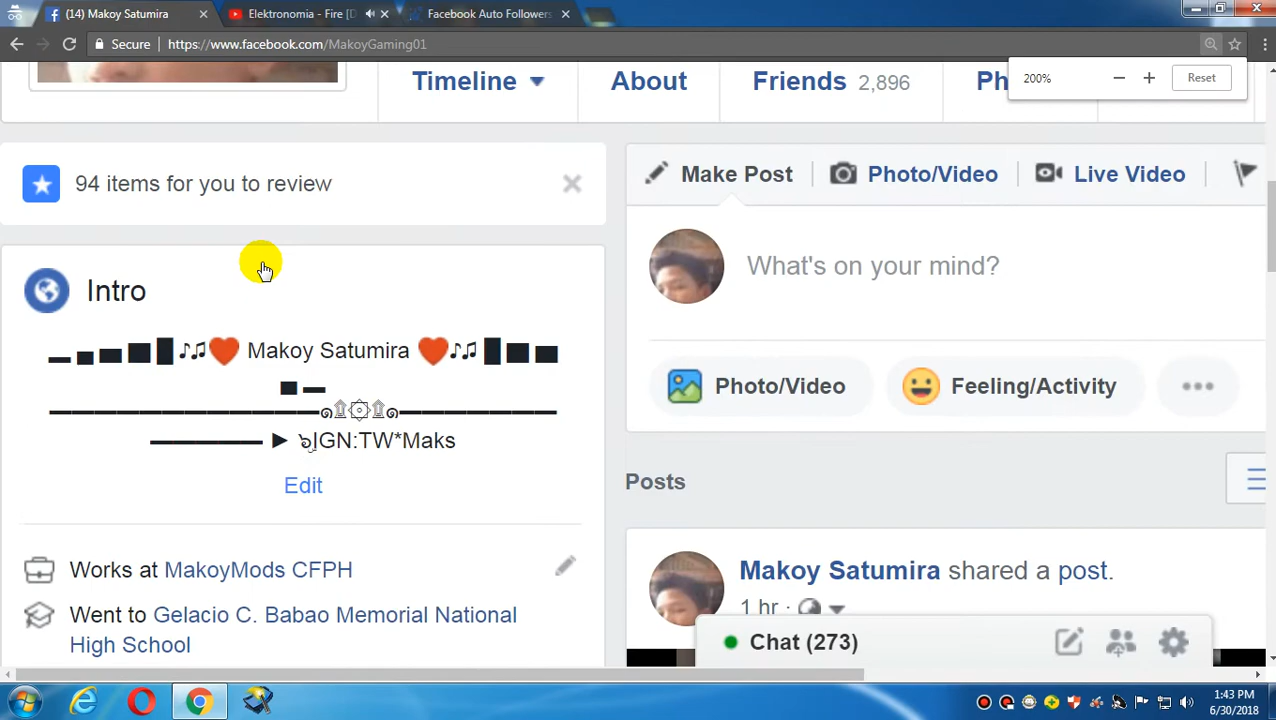 (14) Makoy Satumira
Elektronomia - Fire [D
Facebook Auto Followers
Secure
https://www.facebook.com/MakoyGaming01
200%
Reset
Timeline
About
Friends 2,896
Ph
94 items for you to review
Make Post
Photo/Video
Live Video
What's on your mind?
Intro
▂ ▄ ▅ ▆ █ ♪♫❤ Makoy Satumira ❤♪♫ █ ▆ ▅
▄ ▂
▬▬▬▬▬▬▬▬▬▬▬▬๑۩۞۩๑▬▬▬▬▬▬▬
▬▬▬▬▬ ► IGN:TW*Maks
Edit
Photo/Video
Feeling/Activity
Posts
Works at MakoyMods CFPH
Went to Gelacio C. Babao Memorial National
High School
Makoy Satumira shared a post.
1 hr ·
Chat (273)
1:43 PM
6/30/2018